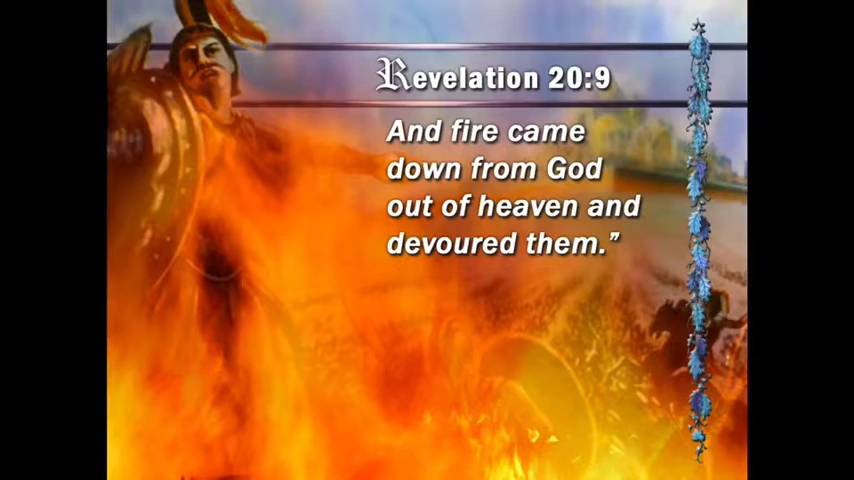 Revelation 20:9
And fire came
down from God
out of heaven and
devoured them.”